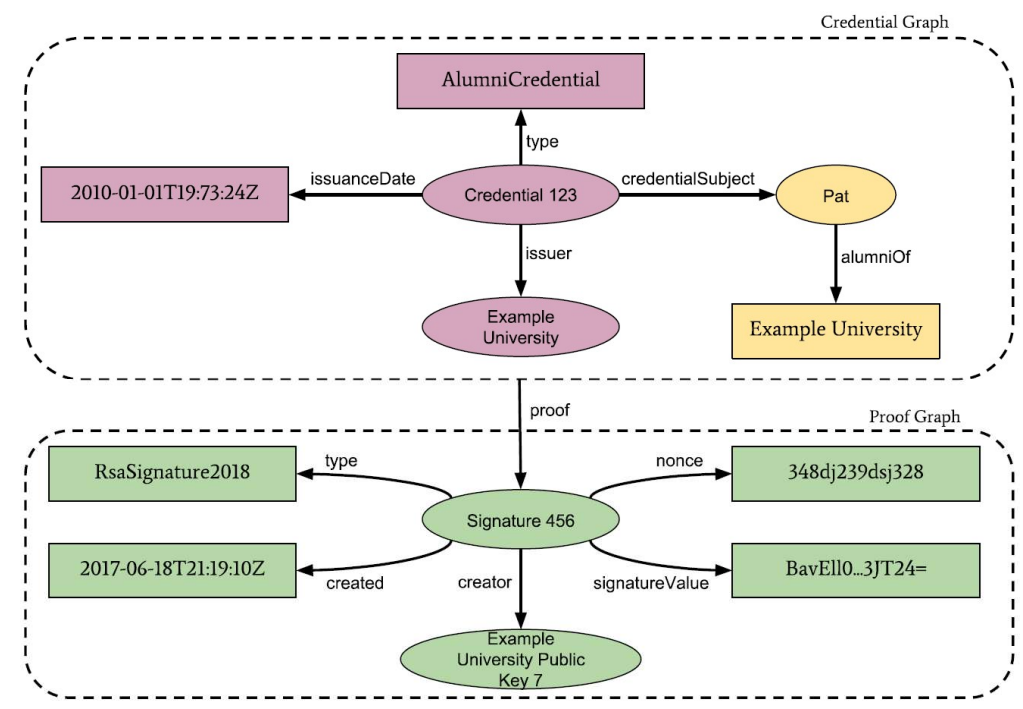 Credential Graph
AlumniCredential
type
issuanceDate
credentialSubject
2010-01-01T19:73:24Z
Credential 123
Pat
issuer
alumniOf
Example
University
Example University
proof
Proof Graph
RsaSignature2018
type
nonce
348dj239dsj328
Signature 456
2017-06-18T21:19:10Z
created
creator
signatureValue
BavEll0...3JT24=
Example
University Public
Key 7